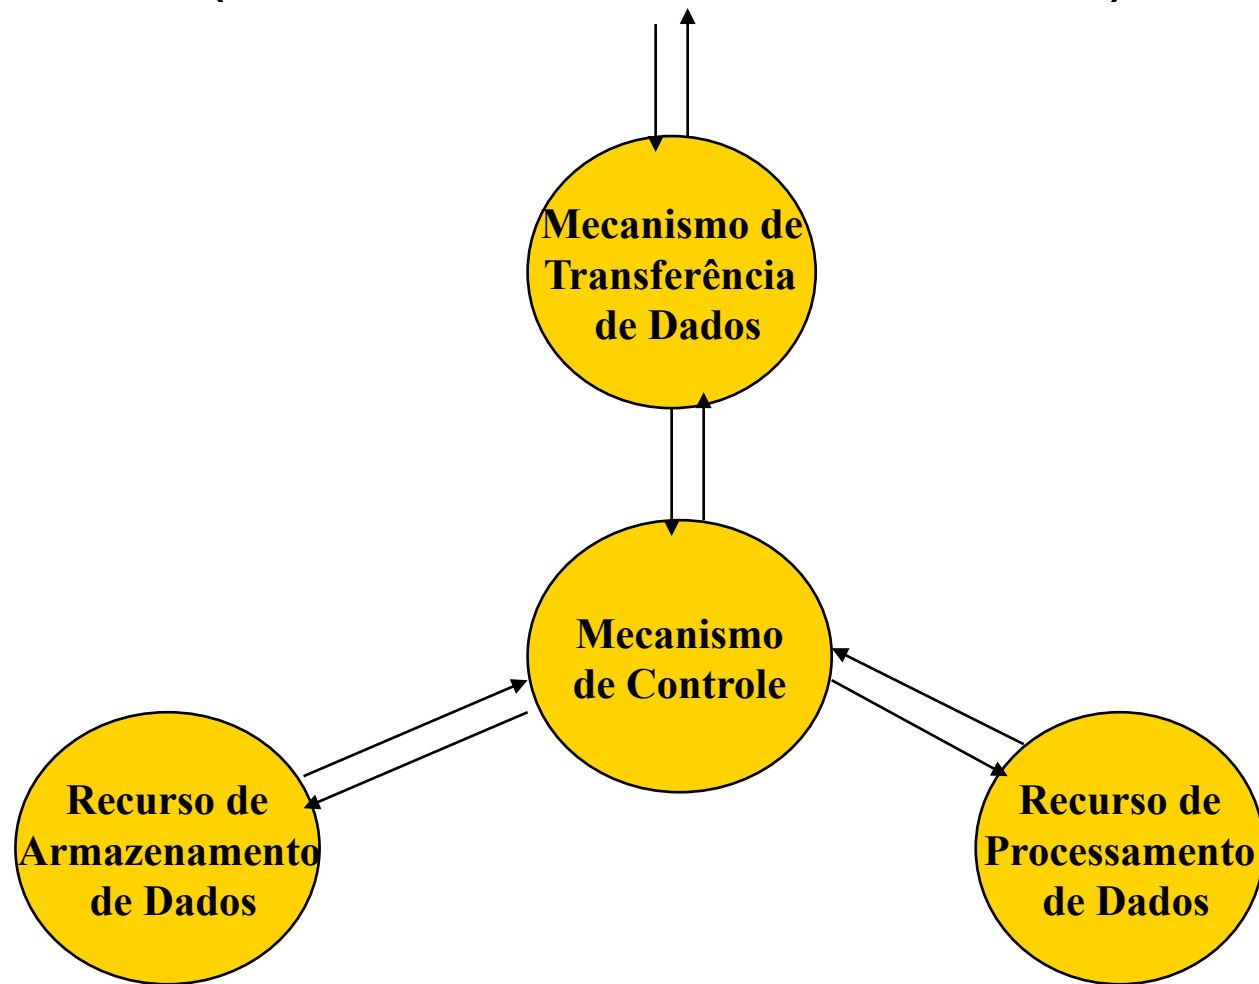 Mecanismo de
Transferência
de Dados
Mecanismo
de Controle
Recurso de
Armazenamento
de Dados
Recurso de
Processamento
de Dados